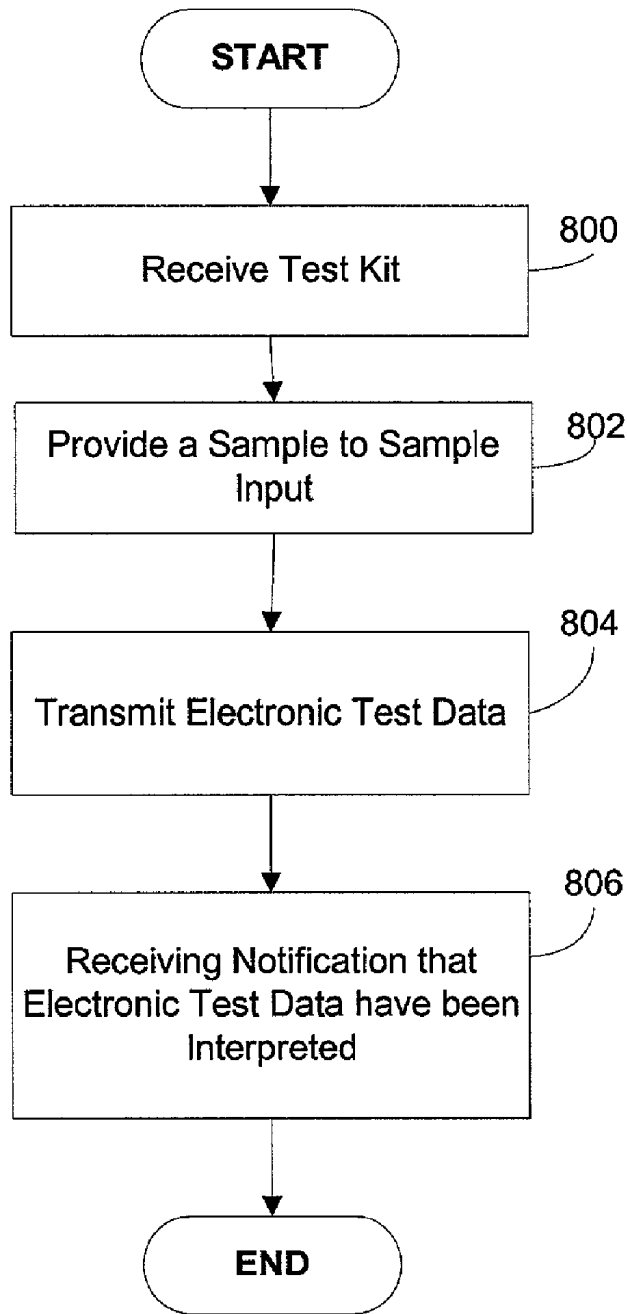 START
800
Receive Test Kit
802
Provide a Sample to Sample
Input
804
Transmit Electronic Test Data
806
Receiving Notification that
Electronic Test Data have been
Interpreted
END